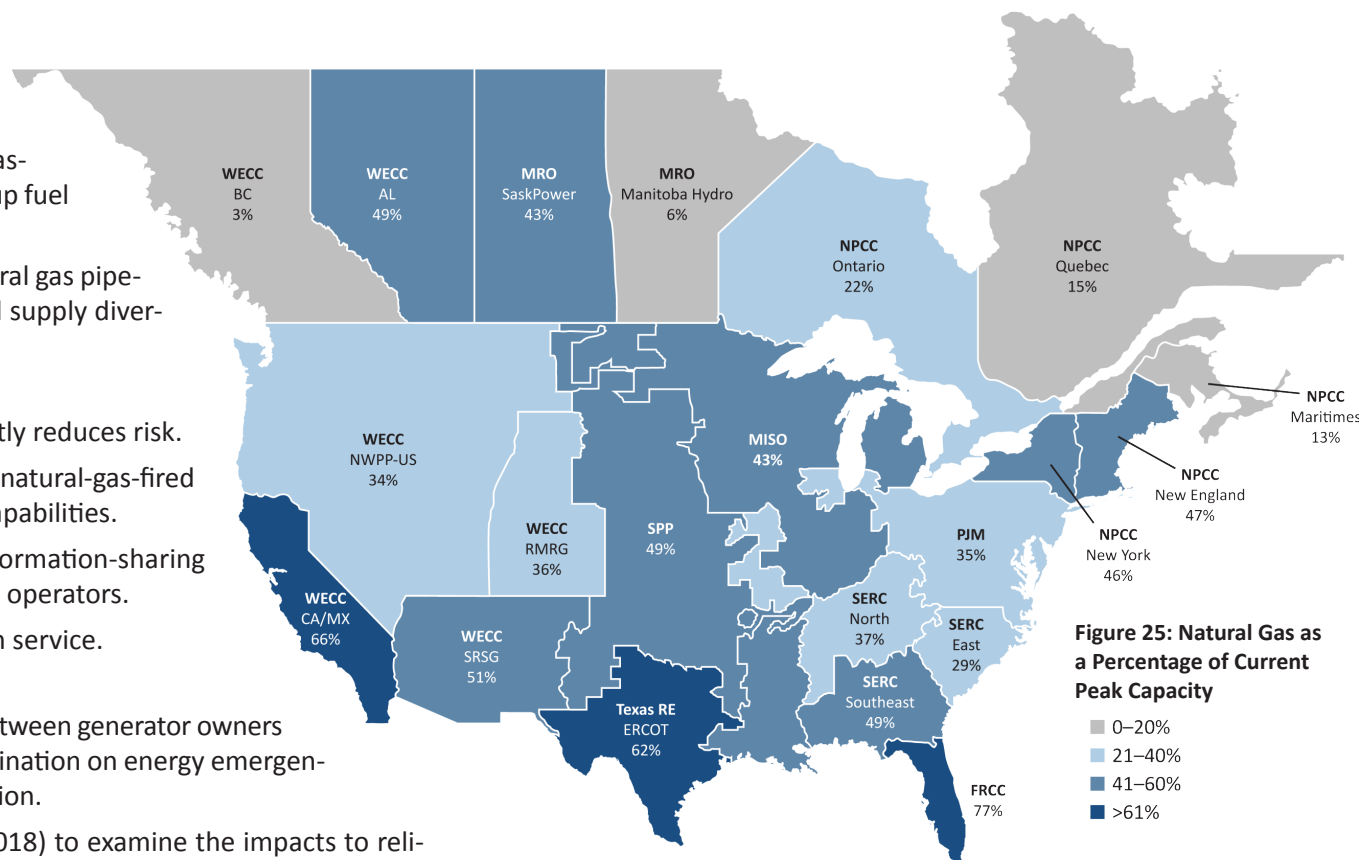 as-
up fuel
ral gas pipe-
l supply diver-
tly reduces risk.
natural-gas-fired
pabilities.
formation-sharing
operators.
n service.
tween generator owners
ination on energy emergen-
ion.
018) to examine the impacts to reli-
WECC
BC
3%
WECC
AL
49%
MRO
SaskPower
43%
MRO
Manitoba Hydro
6%
NPCC
Ontario
22%
NPCC
Quebec
15%
NPCC
Maritimes
13%
WECC
NWPP-US
34%
WECC
RMRG
36%
MISO
43%
SPP
49%
NPCC
New England
47%
NPCC
New York
46%
PJM
35%
WECC
CA/MX
66%
WECC
SRSG
51%
SERC
North
37%
SERC
East
29%
SERC
Southeast
49%
Texas RE
ERCOT
62%
FRCC
77%
Figure 25: Natural Gas as
a Percentage of Current
Peak Capacity
0–20%
21–40%
41–60%
>61%